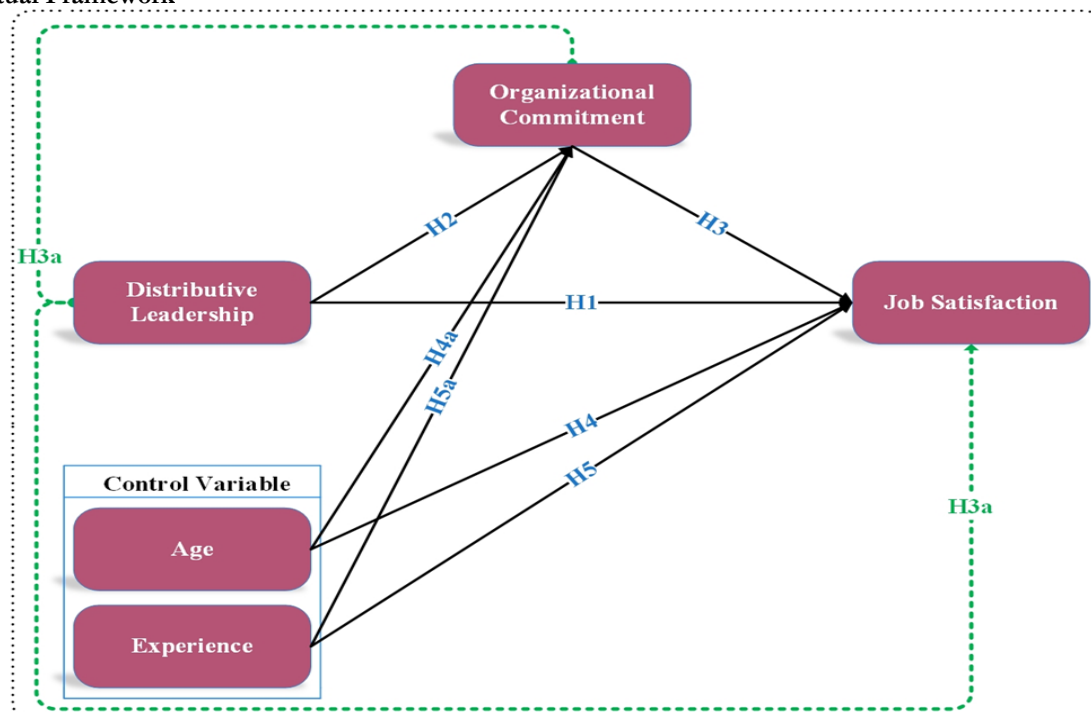 Organizational
Commitment
H2
H3
H3a
Distributive
Leadership
H1
Job Satisfaction
H4a
H5a
H4
H5
Control Variable
Age
H3a
Experience